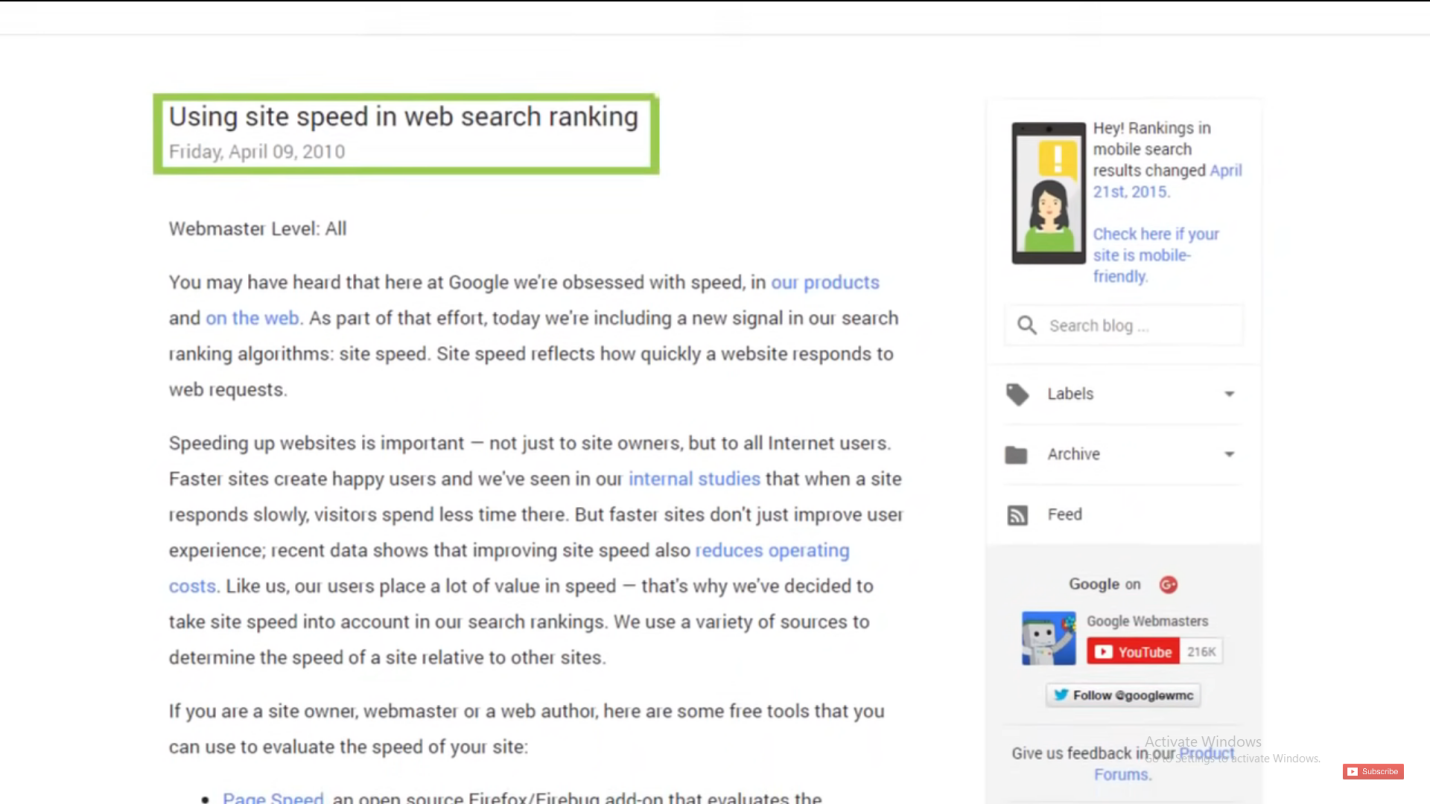 Using site speed in web search ranking
Friday, April 09, 2010
Webmaster Level: All
You may have heard that here at Google we're obsessed with speed, in our products
and on the web. As part of that effort, today we're including a new signal in our search
ranking algorithms: site speed. Site speed reflects how quickly a website responds to
web requests.
Speeding up websites is important — not just to site owners, but to all Internet users.
Faster sites create happy users and we've seen in our internal studies that when a site
responds slowly, visitors spend less time there. But faster sites don't just improve user
experience; recent data shows that improving site speed also reduces operating
costs. Like us, our users place a lot of value in speed — that's why we've decided to
take site speed into account in our search rankings. We use a variety of sources to
determine the speed of a site relative to other sites.
If you are a site owner, webmaster or a web author, here are some free tools that you
can use to evaluate the speed of your site:
• Page Speed, an open source Firefox/Firebug add-on that evaluates the
Hey! Rankings in
mobile search
results changed April
21st, 2015.
Check here if your
site is mobile-
friendly.
Search blog ...
Labels
Archive
Feed
Google on G+
Google Webmasters
YouTube 216K
Follow @googlewmc
Give us feedback in our Product
Forums.
Activate Windows
Go to Settings to activate Windows.
Subscribe